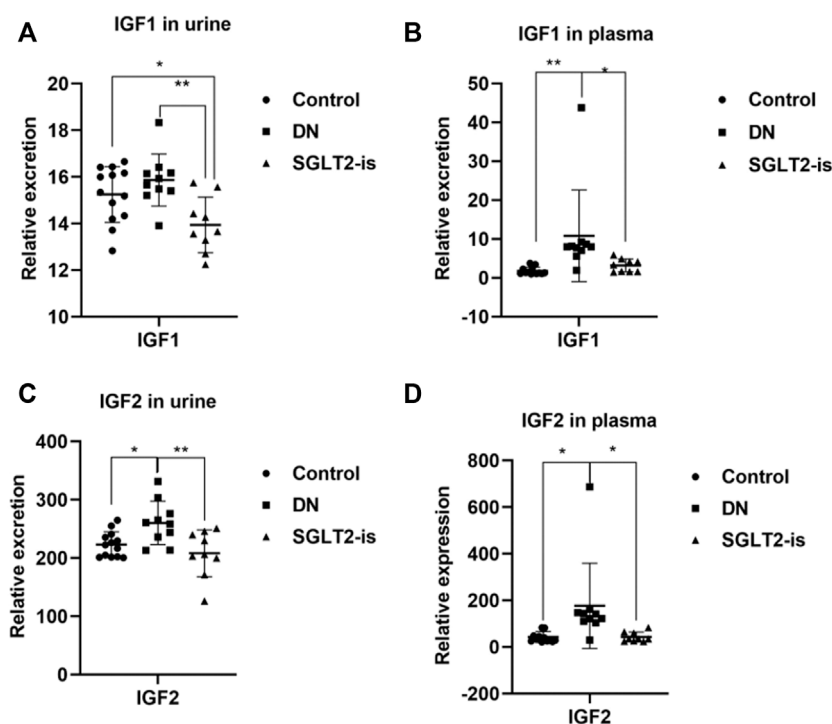 A
IGF1 in urine
Relative excretion
20
18
16
14
12
10
*
**
IGF1
Control
DN
SGLT2-is
B
IGF1 in plasma
Relative excretion
50
40
30
20
10
0
-10
**
*
IGF1
Control
DN
SGLT2-is
C
IGF2 in urine
Relative excretion
400
300
200
100
0
*
**
IGF2
Control
DN
SGLT2-is
D
IGF2 in plasma
Relative expression
800
600
400
200
0
-200
*
*
IGF2
Control
DN
SGLT2-is